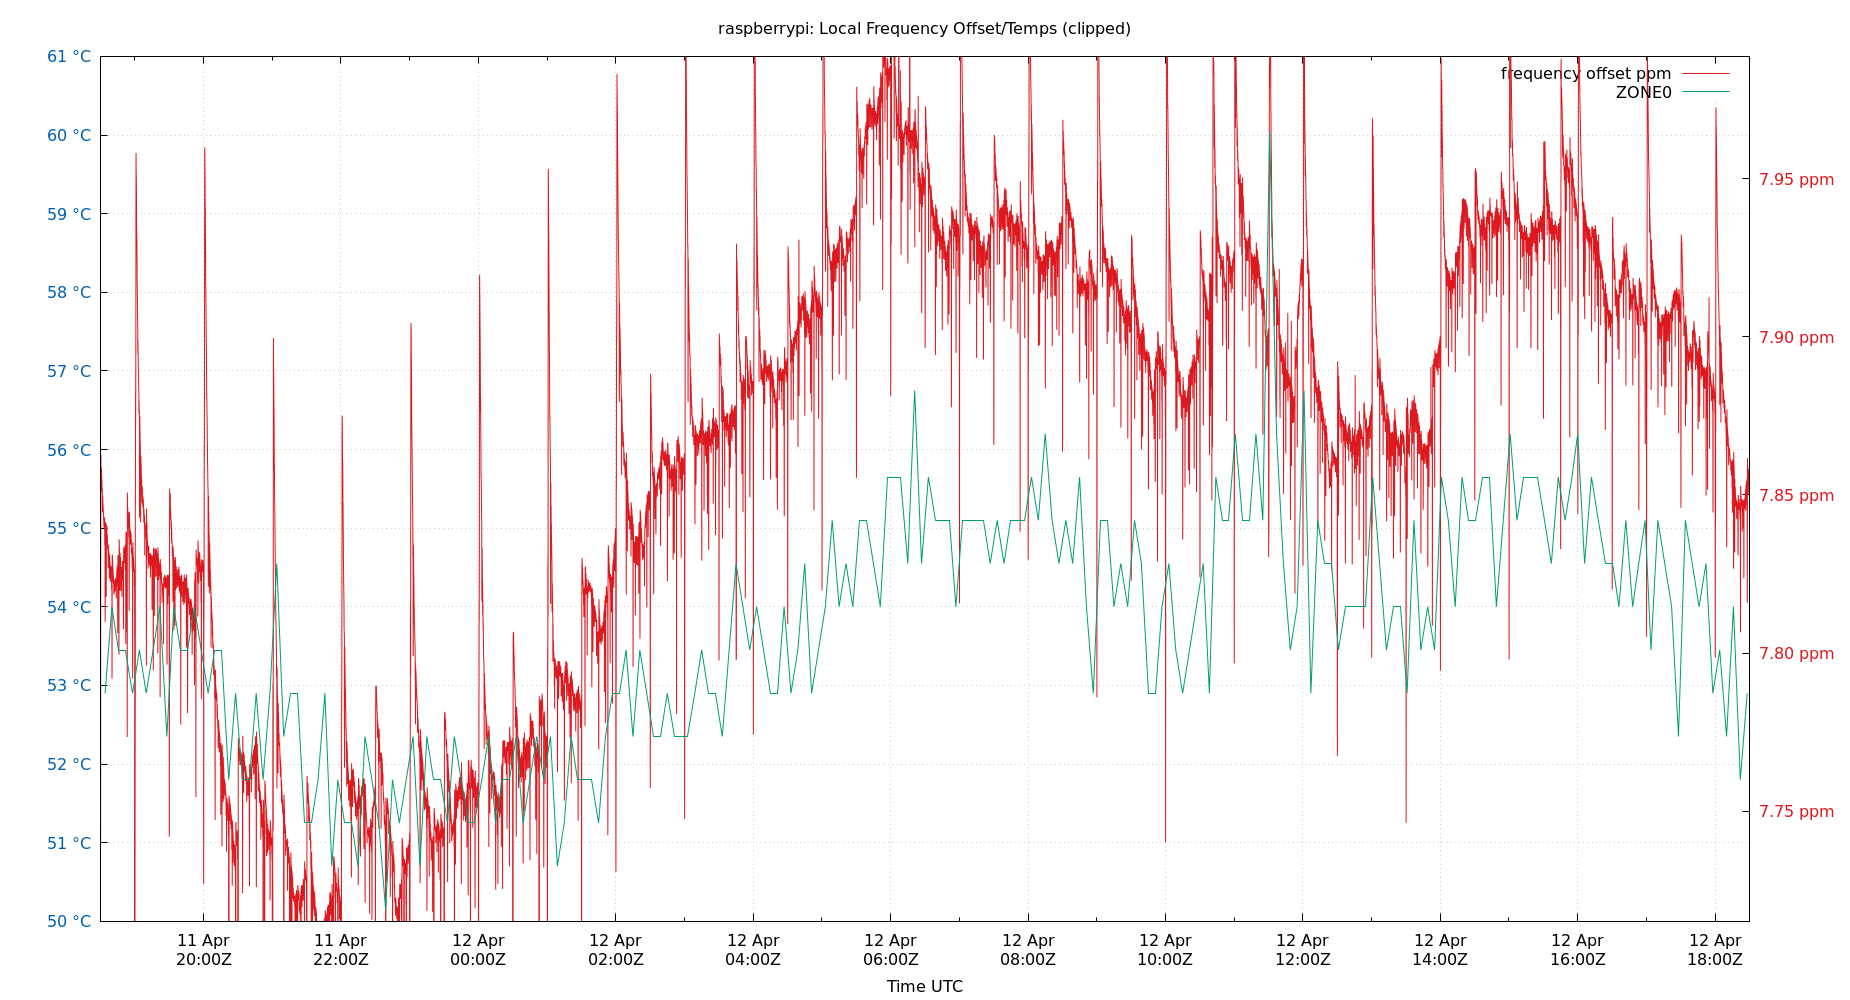 raspberrypi: Local Frequency Offset/Temps (clipped)
61 °C
60 °C
59 °C
58 °C
57 °C
56 °C
55 °C
54 °C
53 °C
52 °C
51 °C
50 °C
frequency offset ppm
ZONE0
7.95 ppm
7.90 ppm
7.85 ppm
7.80 ppm
7.75 ppm
11 Apr
20:00Z
11 Apr
22:00Z
12 Apr
00:00Z
12 Apr
02:00Z
12 Apr
04:00Z
12 Apr
06:00Z
12 Apr
08:00Z
12 Apr
10:00Z
12 Apr
12:00Z
12 Apr
14:00Z
12 Apr
16:00Z
12 Apr
18:00Z
Time UTC